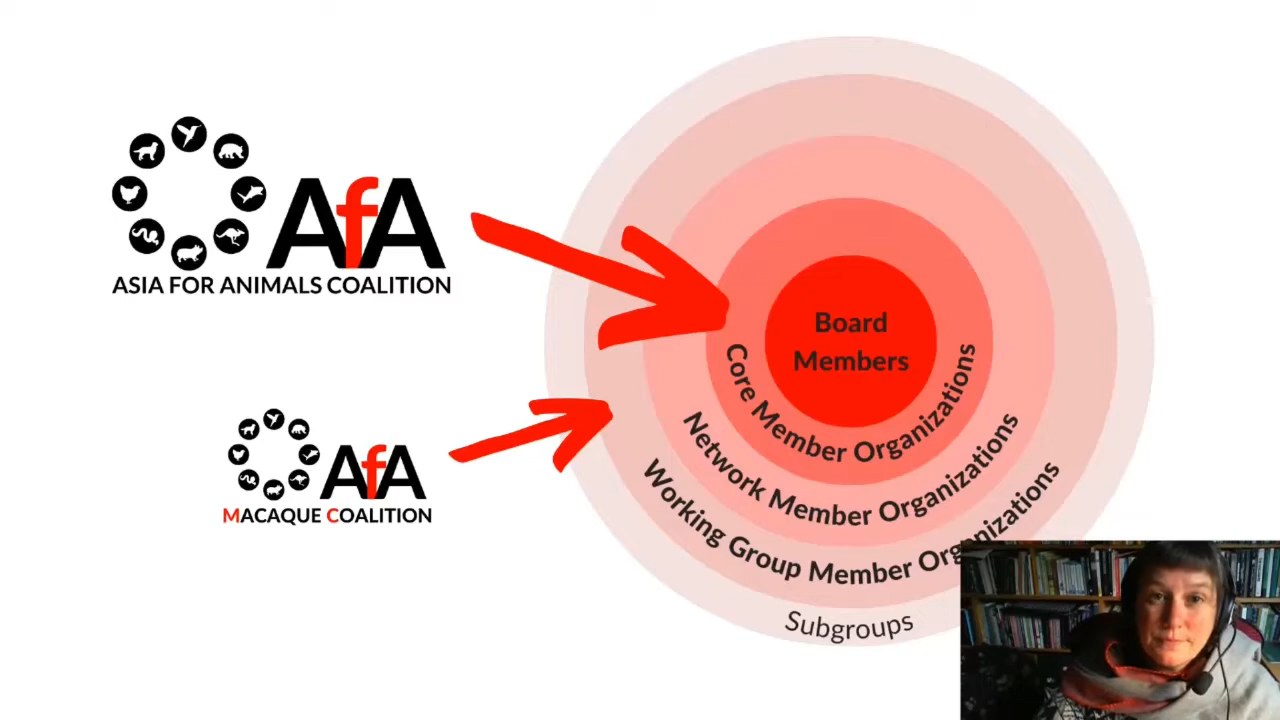 AfA
ASIA FOR ANIMALS COALITION
AfA
MACAQUE COALITION
Board
Members
Core Member Organizations
Network Member Organizations
Working Group Member Organizations
Subgroups